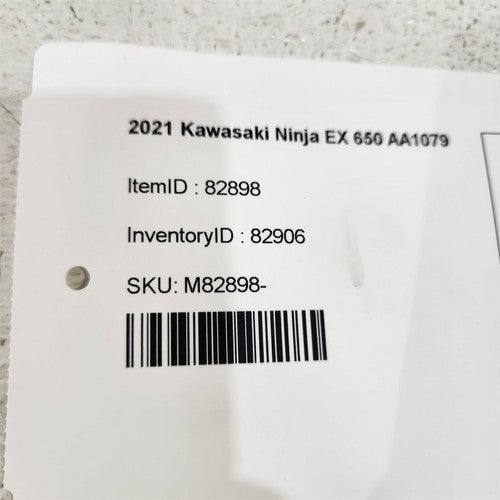 2021 Kawasaki Ninja EX 650 AA1079
ItemID : 82898
InventoryID : 82906
SKU: M82898-